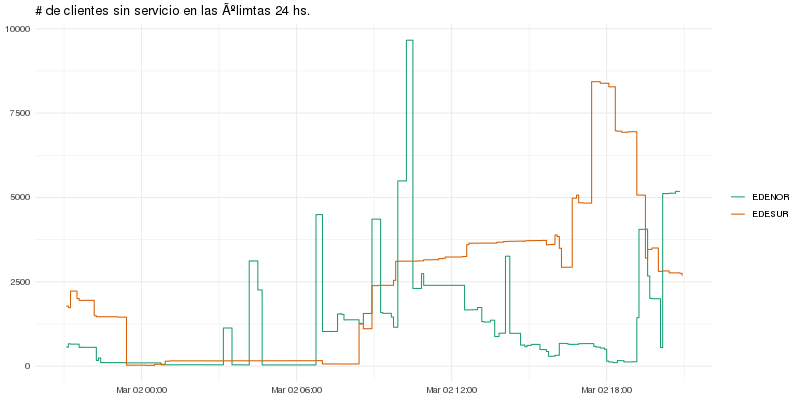 # de clientes sin servicio en las Ãºlimtas 24 hs.
10000
7500
5000
2500
0
Mar 02 00:00
Mar 02 06:00
Mar 02 12:00
Mar 02 18:00
EDENOR
EDESUR